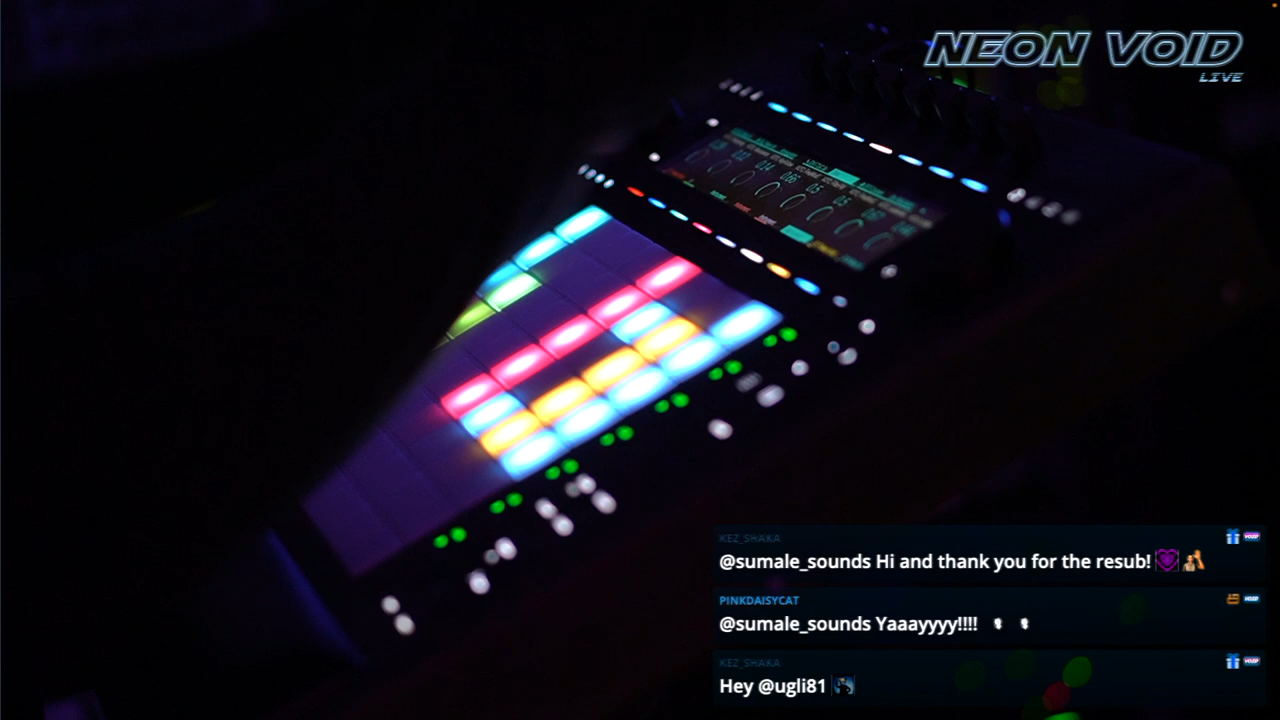 NEON VOID
LIVE
KEZ_SHAKA
@sumale_sounds Hi and thank you for the resub!
PINKDAISYCAT
@sumale_sounds Yaaayyyy!!!!
KEZ_SHAKA
Hey @ugli81